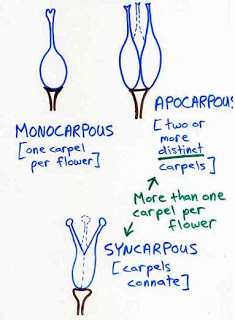 MONOCARPOUS
[one carpel
per flower]
APOCARPOUS
[two or
more
distinct
carpels]
More than one
carpel per
flower
SYNCARPOUS
[carpels
connate]